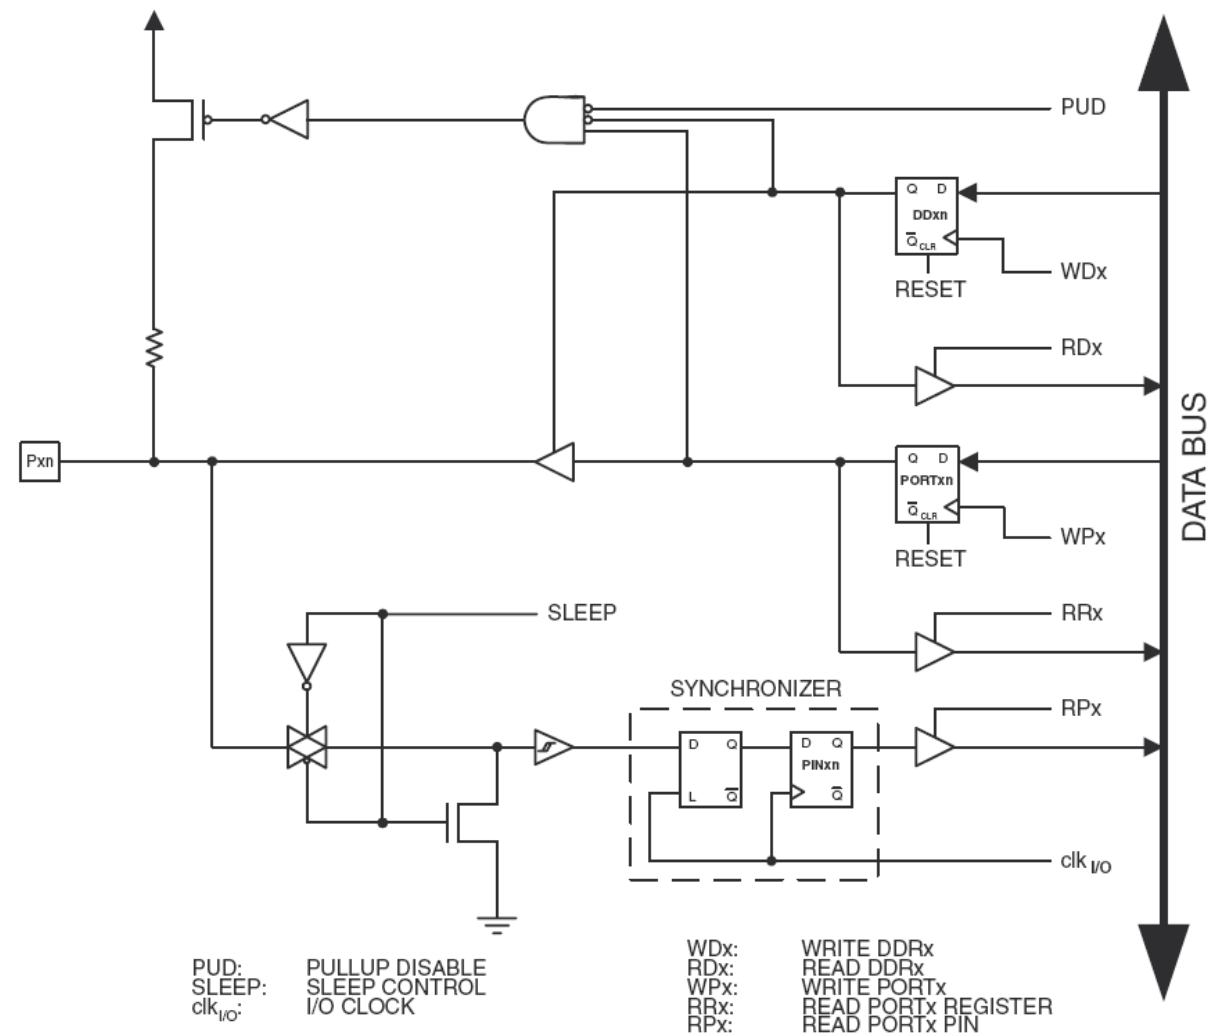 PUD
Q D
DDxn
Q̅ CLR
WDx
RESET
RDx
DATA BUS
Pxn
Q D
PORTxn
Q̅ CLR
WPx
RESET
SLEEP
RRx
SYNCHRONIZER
RPx
D Q
L Q̅
D Q
PINxn
Q̅
clk I/O
PUD: PULLUP DISABLE
SLEEP: SLEEP CONTROL
clk I/O: I/O CLOCK
WDx: WRITE DDRx
RDx: READ DDRx
WPx: WRITE PORTx
RRx: READ PORTx REGISTER
RPx: READ PORTx PIN